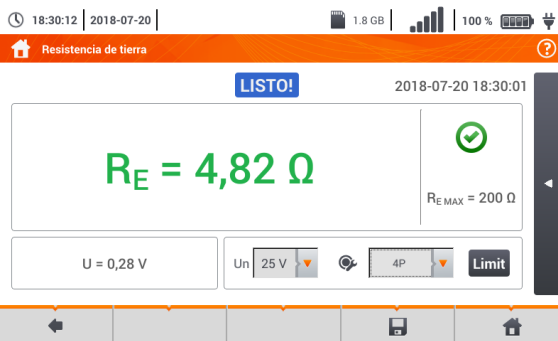 18:30:12 2018-07-20 1.8 GB 100 %
Resistencia de tierra ?
LISTO! 2018-07-20 18:30:01
RE = 4,82 Ω
RE MAX = 200 Ω
U = 0,28 V Un 25 V 4P Limit